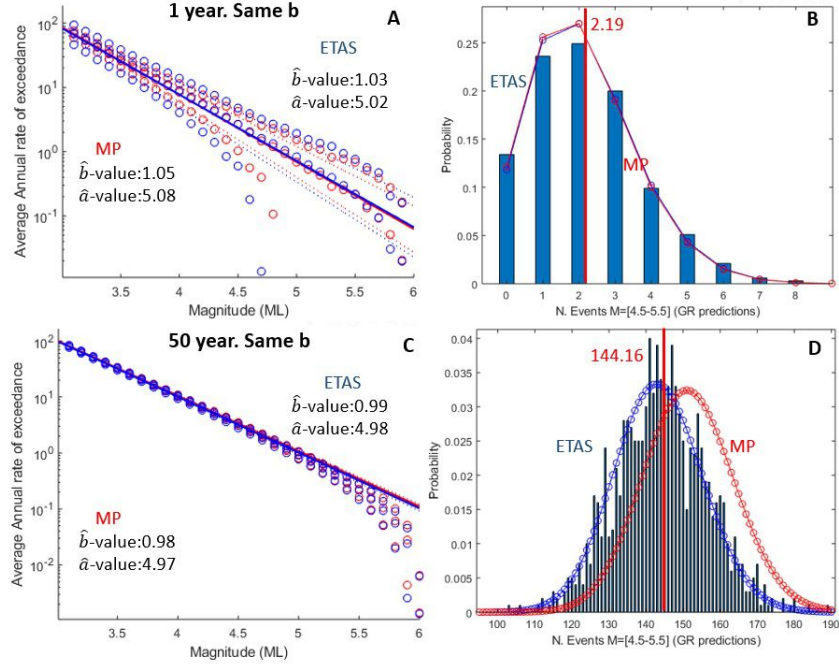 1 year. Same b
A
ETAS
b̂-value:1.03
â-value:5.02
MP
b̂-value:1.05
â-value:5.08
Average Annual rate of exceedance
10²
10¹
10⁰
10⁻¹
3.5 4 4.5 5 5.5 6
Magnitude (ML)
B
2.19
ETAS
MP
Probability
0.25
0.2
0.15
0.1
0.05
0
0 1 2 3 4 5 6 7 8
N. Events M=[4.5-5.5] (GR predictions)
50 year. Same b
C
ETAS
b̂-value:0.99
â-value:4.98
MP
b̂-value:0.98
â-value:4.97
Average Annual rate of exceedance
10²
10¹
10⁰
10⁻¹
10⁻²
3.5 4 4.5 5 5.5 6
Magnitude (ML)
D
144.16
ETAS
MP
Probability
0.04
0.035
0.03
0.025
0.02
0.015
0.01
0.005
0
100 110 120 130 140 150 160 170 180 190
N. Events M=[4.5-5.5] (GR predictions)